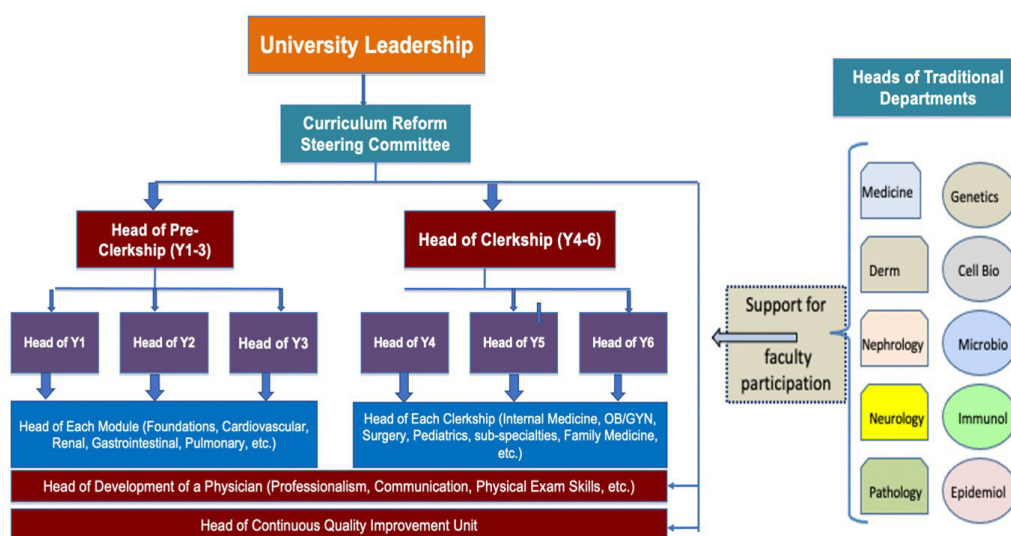 University Leadership
Curriculum Reform
Steering Committee
Head of Pre-
Clerkship (Y1-3)
Head of Clerkship (Y4-6)
Head of Y1
Head of Y2
Head of Y3
Head of Y4
Head of Y5
Head of Y6
Head of Each Module (Foundations, Cardiovascular,
Renal, Gastrointestinal, Pulmonary, etc.)
Head of Each Clerkship (Internal Medicine, OB/GYN,
Surgery, Pediatrics, sub-specialties, Family Medicine,
etc.)
Head of Development of a Physician (Professionalism, Communication, Physical Exam Skills, etc.)
Head of Continuous Quality Improvement Unit
Support for
faculty
participation
Heads of Traditional
Departments
Medicine
Genetics
Derm
Cell Bio
Nephrology
Microbio
Neurology
Immunol
Pathology
Epidemiol